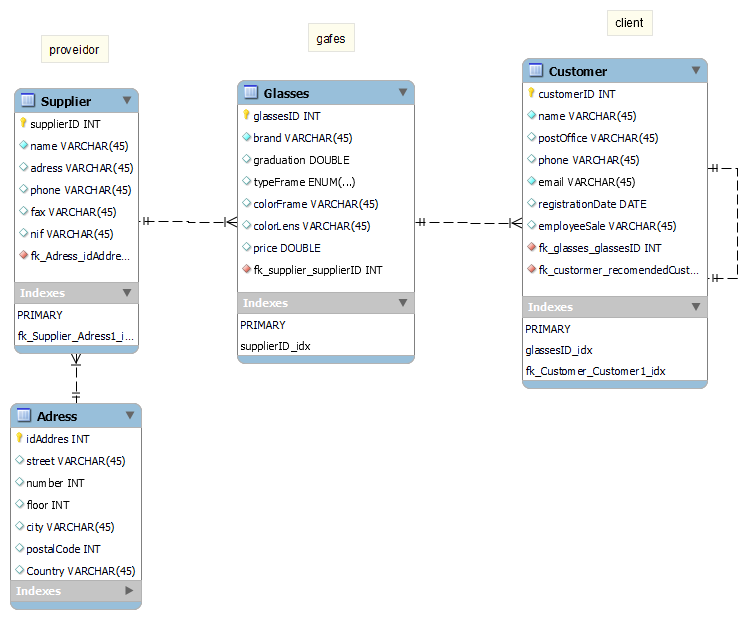 proveidor
gafes
client
Supplier
supplierID INT
name VARCHAR(45)
adress VARCHAR(45)
phone VARCHAR(45)
fax VARCHAR(45)
nif VARCHAR(45)
fk_Adress_idAddre...
Indexes
PRIMARY
fk_Supplier_Adress1_i...
Adress
idAddres INT
street VARCHAR(45)
number INT
floor INT
city VARCHAR(45)
postalCode INT
Country VARCHAR(45)
Indexes
Glasses
glassesID INT
brand VARCHAR(45)
graduation DOUBLE
typeFrame ENUM(...)
colorFrame VARCHAR(45)
colorLens VARCHAR(45)
price DOUBLE
fk_supplier_supplierID INT
Indexes
PRIMARY
supplierID_idx
Customer
customerID INT
name VARCHAR(45)
postOffice VARCHAR(45)
phone VARCHAR(45)
email VARCHAR(45)
registrationDate DATE
employeeSale VARCHAR(45)
fk_glasses_glassesID INT
fk_custormer_recomendedCust...
Indexes
PRIMARY
glassesID_idx
fk_Customer_Customer1_idx